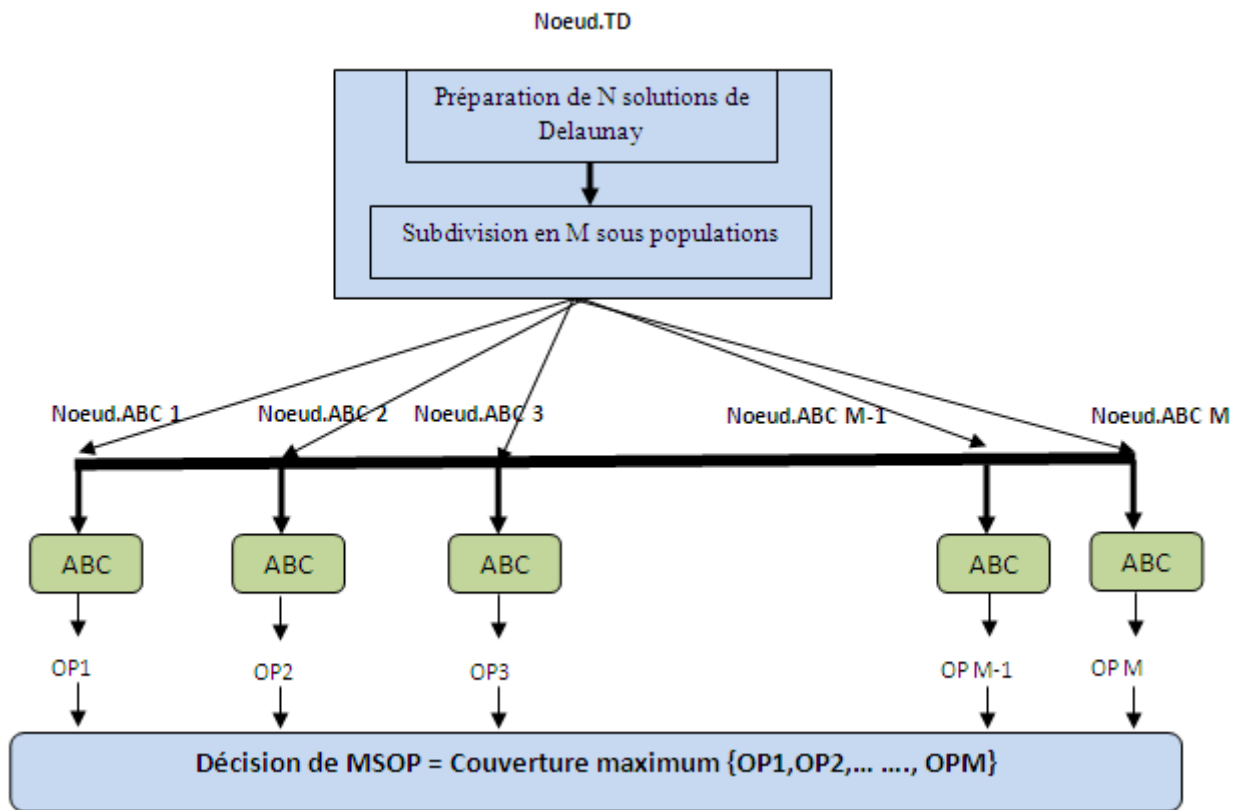 Noeud.TD
Préparation de N solutions de
Delaunay
Subdivision en M sous populations
Noeud.ABC 1
Noeud.ABC 2
Noeud.ABC 3
Noeud.ABC M-1
Noeud.ABC M
ABC
ABC
ABC
ABC
ABC
OP1
OP2
OP3
OP M-1
OP M
Décision de MSOP = Couverture maximum {OP1,OP2,... ...., OPM}